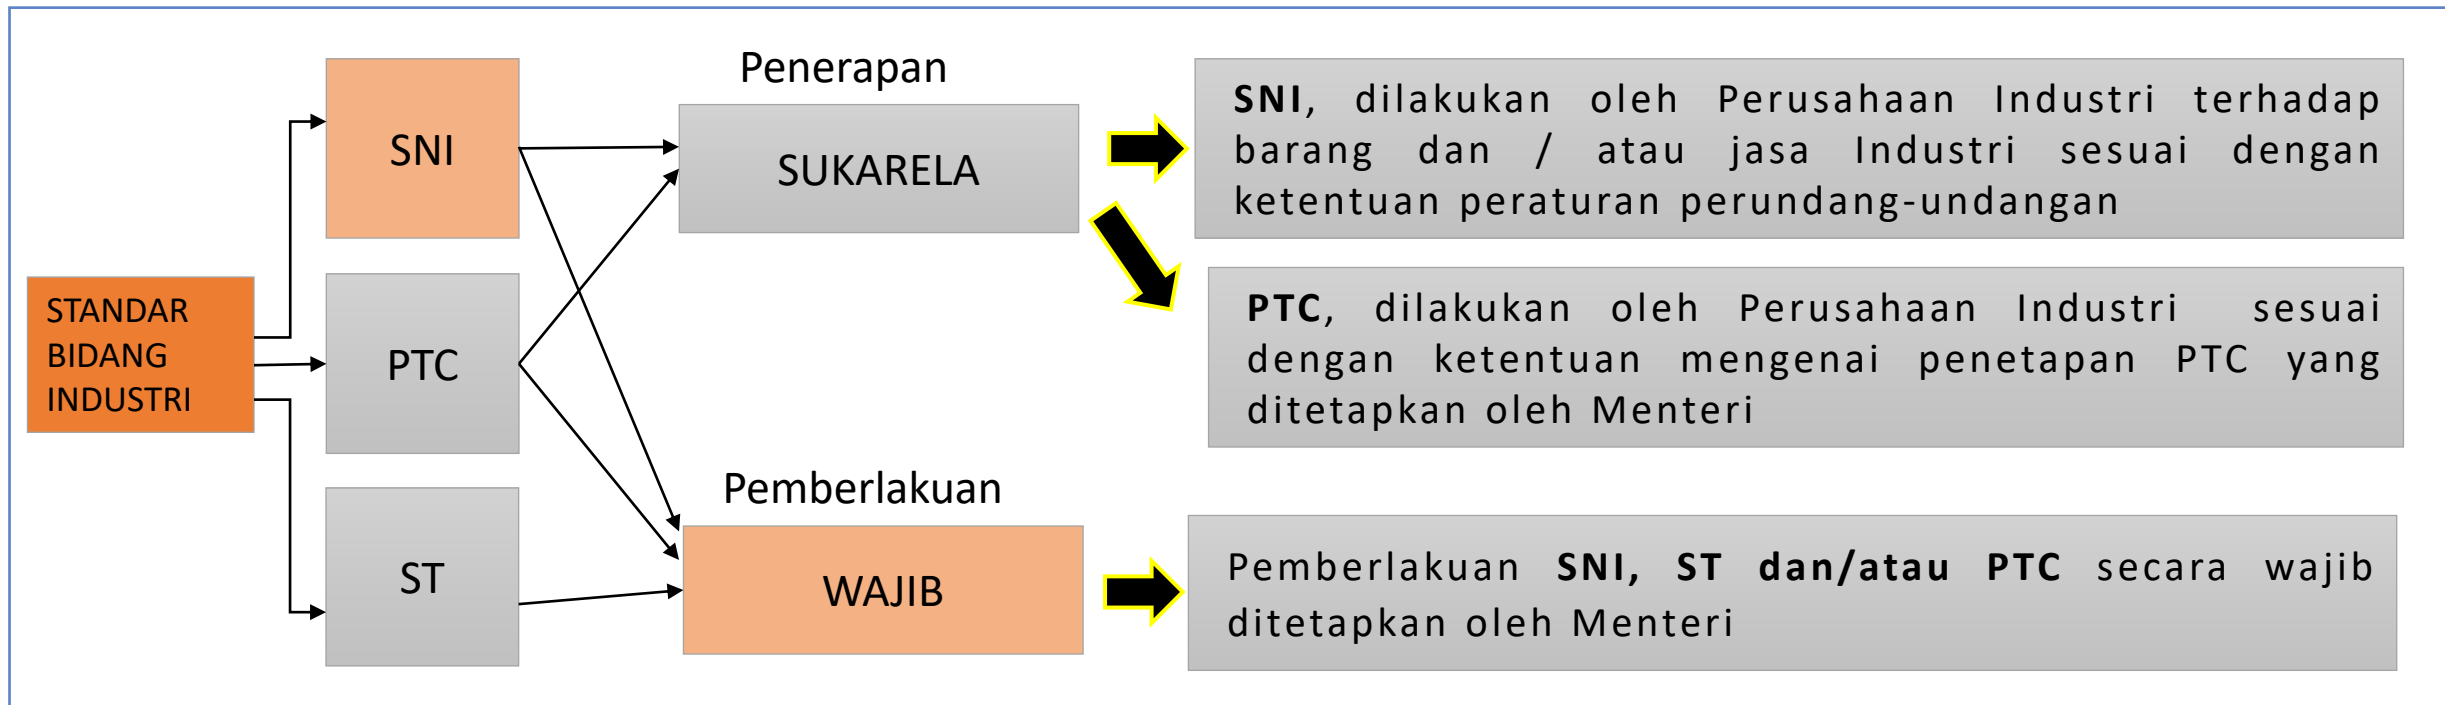 STANDAR
BIDANG
INDUSTRI
SNI
PTC
ST
Penerapan
SUKARELA
Pemberlakuan
WAJIB
SNI, dilakukan oleh Perusahaan Industri terhadap
barang dan / atau jasa Industri sesuai dengan
ketentuan peraturan perundang-undangan
PTC, dilakukan oleh Perusahaan Industri sesuai
dengan ketentuan mengenai penetapan PTC yang
ditetapkan oleh Menteri
Pemberlakuan SNI, ST dan/atau PTC secara wajib
ditetapkan oleh Menteri